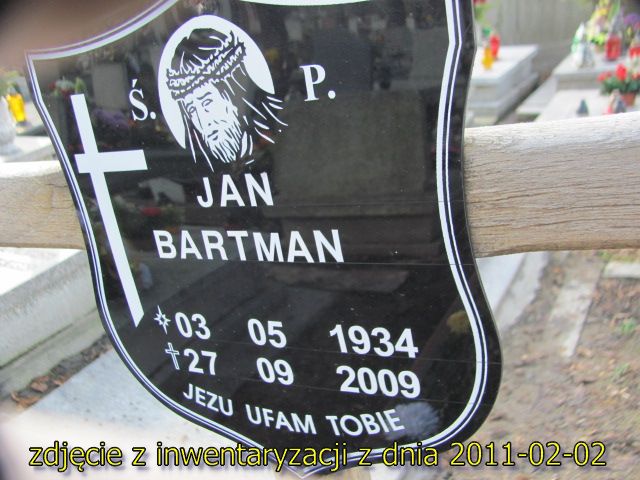 Ś. P.
JAN
BARTMAN
03 05 1934
27 09 2009
JEZU UFAM TOBIE
zdjęcie z inwentaryzacji z dnia 2011-02-02